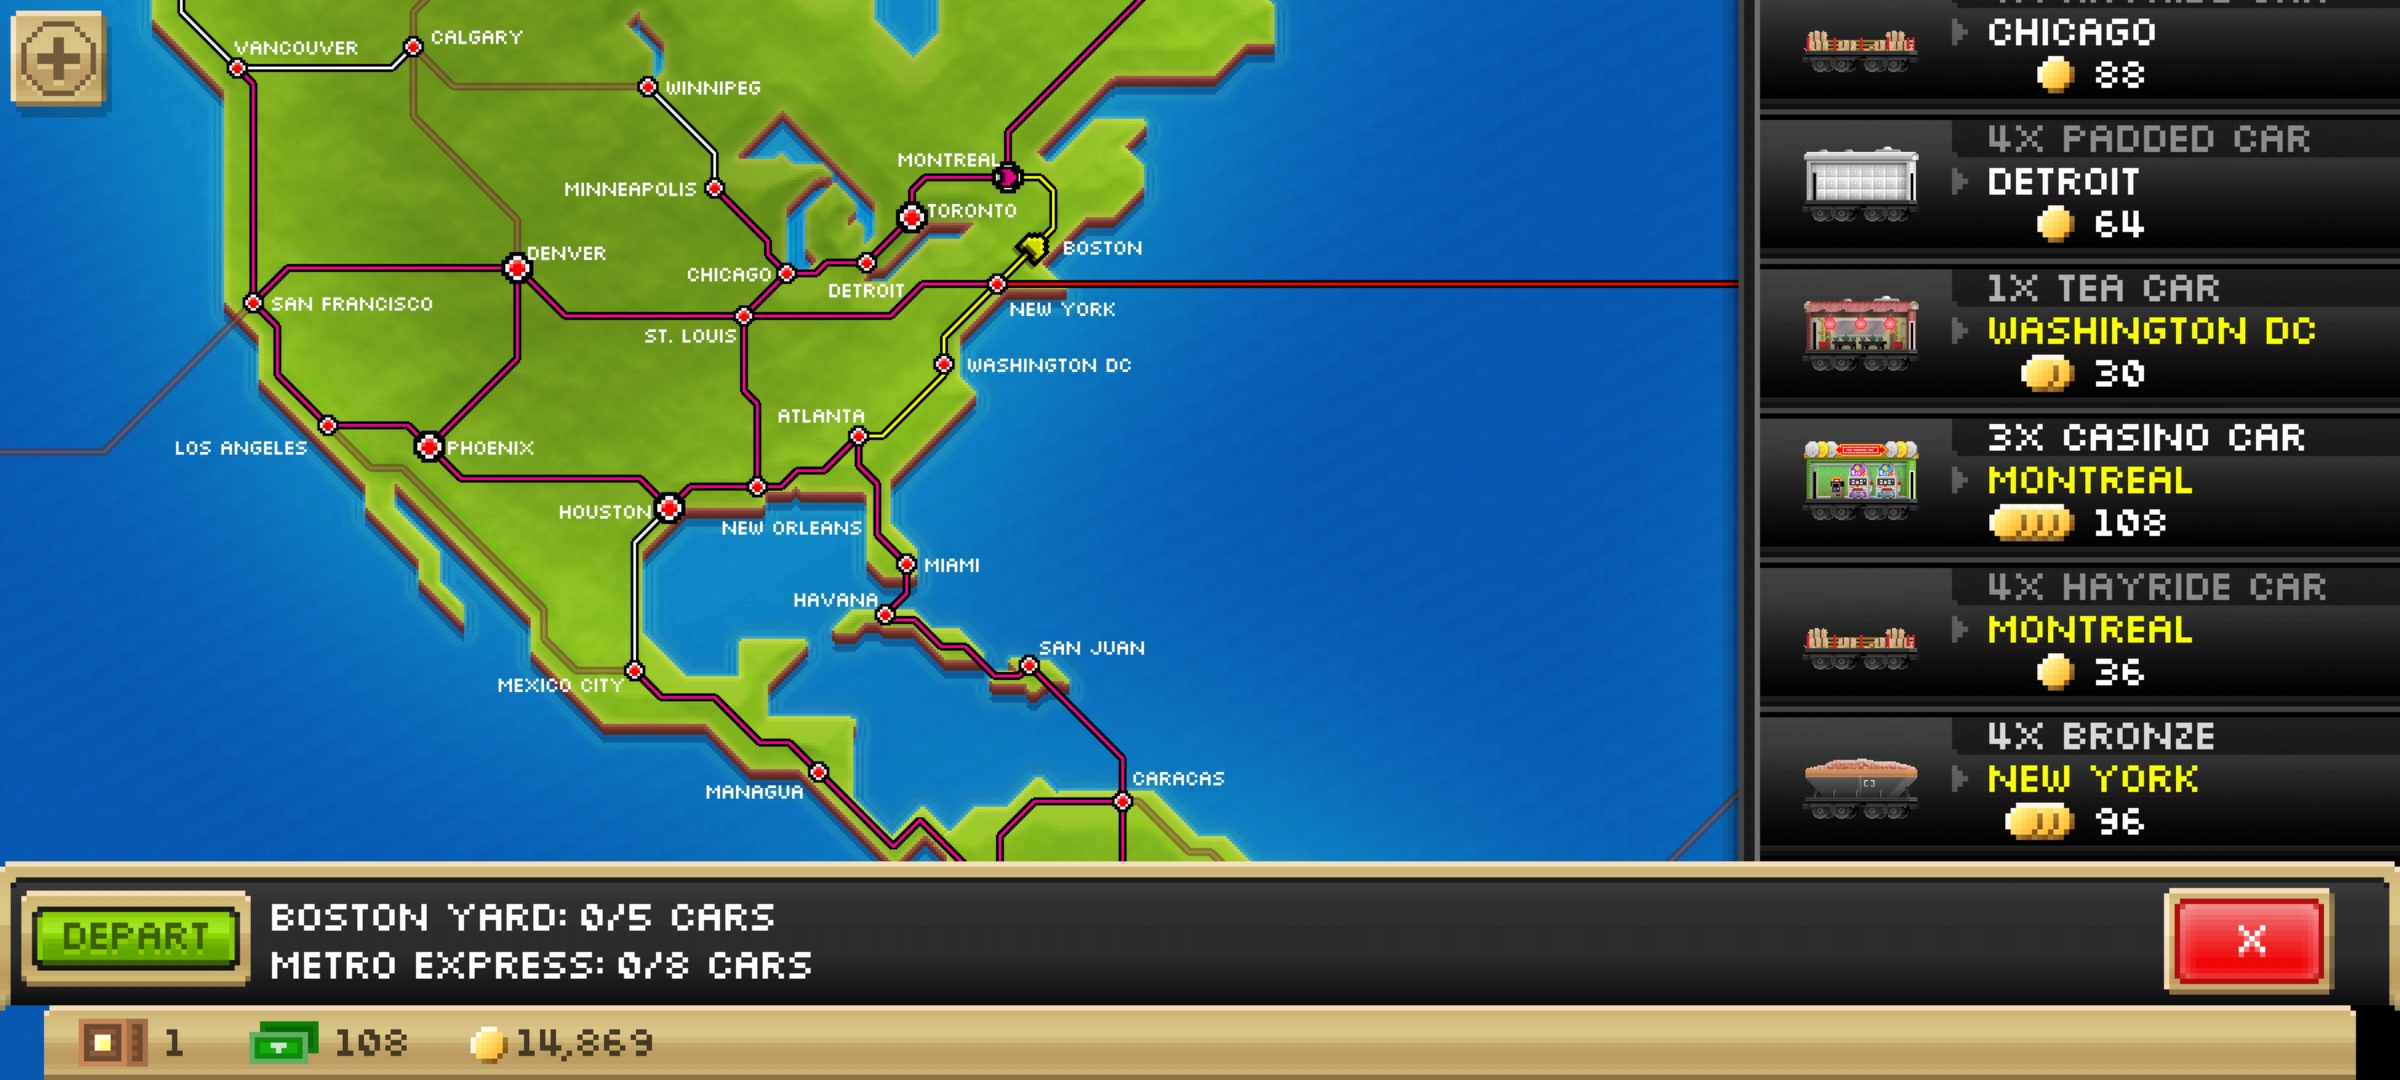 VANCOUVER
CALGARY
WINNIPEG
MONTREAL
MINNEAPOLIS
TORONTO
DENVER
BOSTON
CHICAGO
DETROIT
SAN FRANCISCO
NEW YORK
ST. LOUIS
WASHINGTON DC
ATLANTA
LOS ANGELES
PHOENIX
HOUSTON
NEW ORLEANS
MIAMI
HAVANA
SAN JUAN
MEXICO CITY
CARACAS
MANAGUA
CHICAGO
88
4X PADDED CAR
DETROIT
64
1X TEA CAR
WASHINGTON DC
30
3X CASINO CAR
MONTREAL
108
4X HAYRIDE CAR
MONTREAL
36
4X BRONZE
NEW YORK
96
DEPART
BOSTON YARD: 0/5 CARS
METRO EXPRESS: 0/8 CARS
X
1
108
14,869